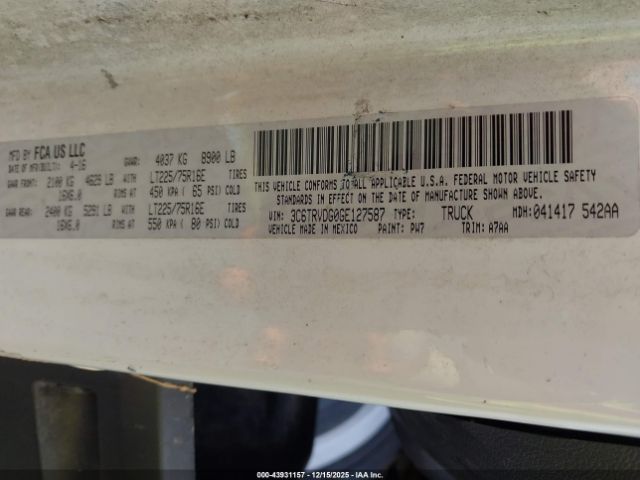 MFD BY FCA US LLC
DATE OF MFR(BUILT): 4-16 GVWR: 4037 KG 8900 LB
GAWR FRONT: 2100 KG 4629 LB WITH LT225/75R16E TIRES
16X6.0 RIMS AT 450 KPA ( 65 PSI) COLD
GAWR REAR: 2400 KG 5291 LB WITH LT225/75R16E TIRES
16X6.0 RIMS AT 550 KPA ( 80 PSI) COLD
THIS VEHICLE CONFORMS TO ALL APPLICABLE U.S.A. FEDERAL MOTOR VEHICLE SAFETY
STANDARDS IN EFFECT ON THE DATE OF MANUFACTURE SHOWN ABOVE.
VIN: 3C6TRVDG0GE127587 TYPE: TRUCK MDH:041417 542AA
VEHICLE MADE IN MEXICO PAINT: PW7 TRIM: A7AA
000-43931157 - 12/15/2025 - IAA Inc.